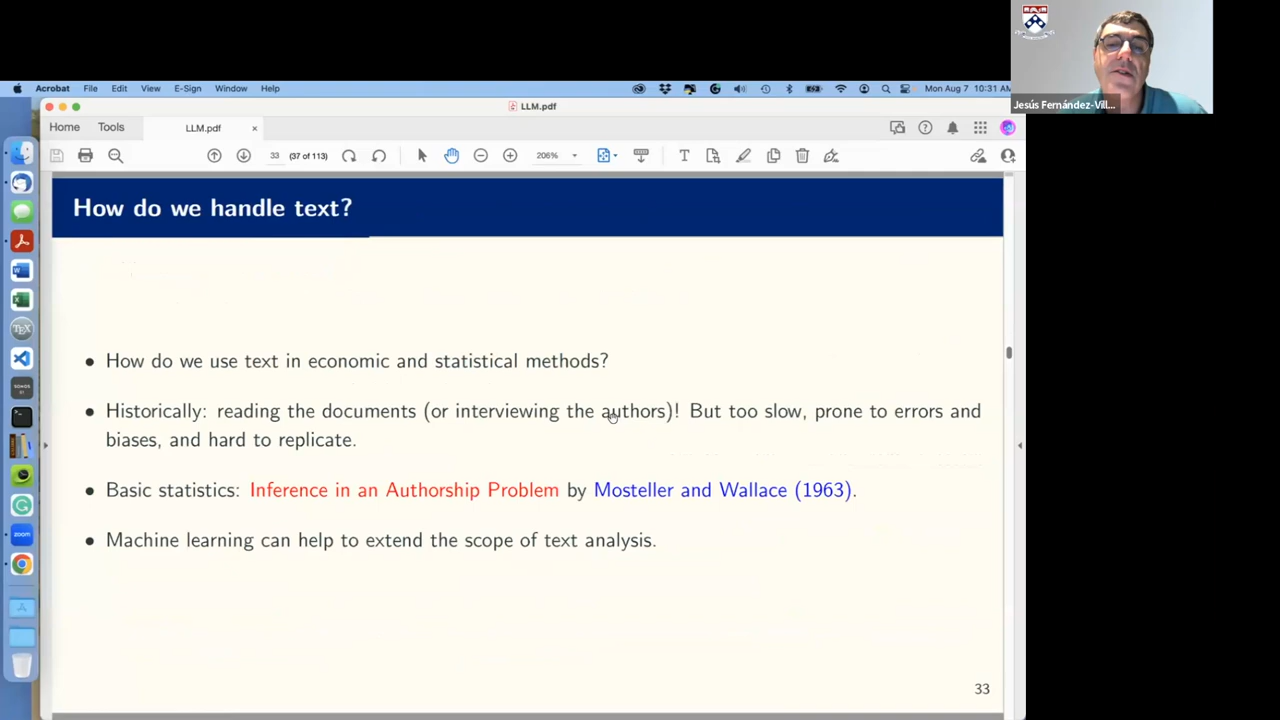 Jesús Fernández-Vill...
Acrobat File Edit View E-Sign Window Help Mon Aug 7 10:31 AM
LLM.pdf
Home Tools LLM.pdf ×
33 (37 of 113) 206%
How do we handle text?
• How do we use text in economic and statistical methods?
• Historically: reading the documents (or interviewing the authors)! But too slow, prone to errors and
biases, and hard to replicate.
• Basic statistics: Inference in an Authorship Problem by Mosteller and Wallace (1963).
• Machine learning can help to extend the scope of text analysis.
TEX
zoom
33